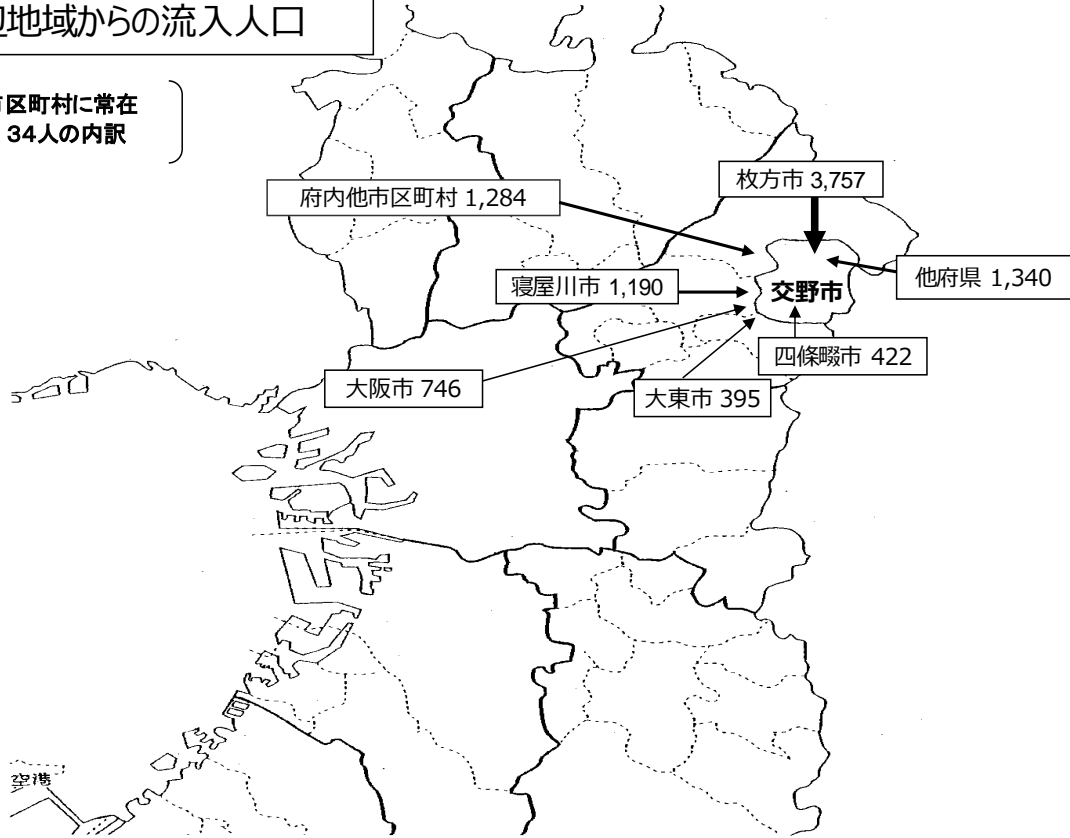 辺地域からの流入人口
市区町村に常在
34人の内訳
枚方市 3,757
府内他市区町村 1,284
他府県 1,340
寝屋川市 1,190
交野市
四條畷市 422
大阪市 746
大東市 395
空港